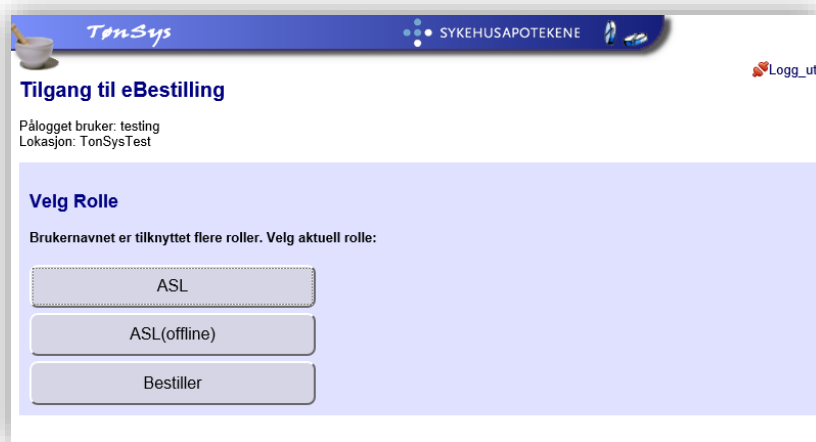 TønSys
SYKEHUSAPOTEKENE
Logg_ut
Tilgang til eBestilling
Pålogget bruker: testing
Lokasjon: TonSysTest
Velg Rolle
Brukernavnet er tilknyttet flere roller. Velg aktuell rolle:
ASL
ASL(offline)
Bestiller